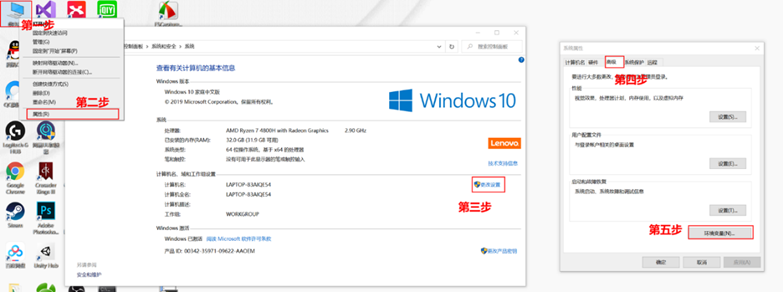 第一步
PSCapture
固定到快速访问
管理(G)
固定到"开始"屏幕(P)
映射网络驱动器(N)...
断开网络驱动器的连接(C)...
创建快捷方式(S)
删除(D)
重命名(M)
属性(R)
第二步
Logitech G HUB
Google Chrome
Crusader Kings II
Steam
Adobe Photosho...
Unity Hub
控制面板 > 系统和安全 > 系统
搜索控制面板
查看有关计算机的基本信息
Windows 版本
Windows 10 家庭中文版
© 2019 Microsoft Corporation。保留所有权利。
Windows 10
系统
处理器: AMD Ryzen 7 4800H with Radeon Graphics 2.90 GHz
已安装的内存(RAM): 32.0 GB (31.9 GB 可用)
系统类型: 64 位操作系统, 基于 x64 的处理器
笔和触控: 没有可用于此显示器的笔或触控输入
Lenovo
技术支持信息
计算机名、域和工作组设置
计算机名: LAPTOP-83AIQE54
计算机全名: LAPTOP-83AIQE54
计算机描述:
工作组: WORKGROUP
更改设置
第三步
Windows 激活
Windows 已激活 阅读 Microsoft 软件许可条款
产品 ID: 00342-35971-09622-AAOEM
更改产品密钥
另请参阅
安全和维护
系统属性
计算机名 硬件 高级 系统保护 远程
第四步
要进行大多数更改,
性能
视觉效果, 处理器计划, 内存使用, 以及虚拟内存
设置(S)...
用户配置文件
与登录帐户相关的桌面设置
设置(E)...
启动和故障恢复
系统启动、系统故障和调试信息
设置(T)...
第五步
环境变量(N)...
确定 取消